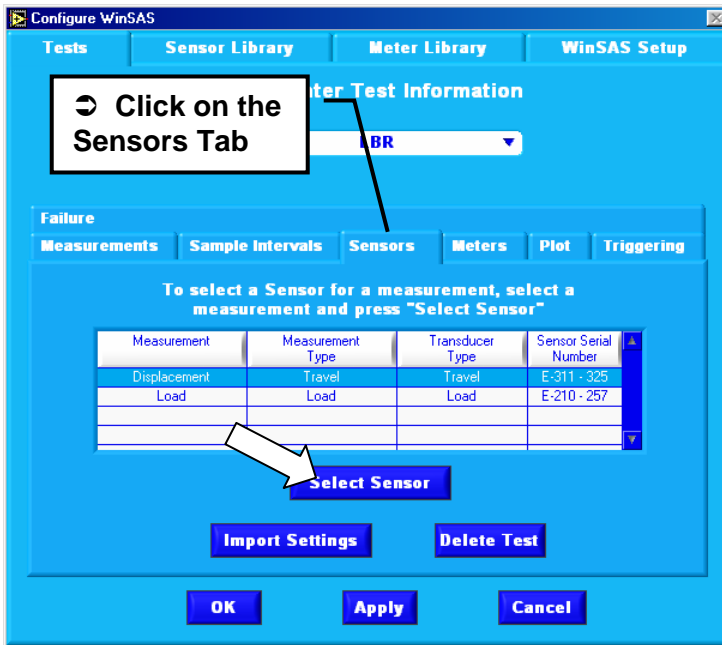 Configure WinSAS
Tests Sensor Library Meter Library WinSAS Setup
➲ Click on the
Sensors Tab
Test Information
Failure
Measurements Sample Intervals Sensors Meters Plot Triggering
To select a Sensor for a measurement, select a
measurement and press "Select Sensor"
Measurement Measurement Type Transducer Type Sensor Serial Number
Displacement Travel Travel E-311 - 325
Load Load Load E-210 - 257
Select Sensor
Import Settings Delete Test
OK Apply Cancel